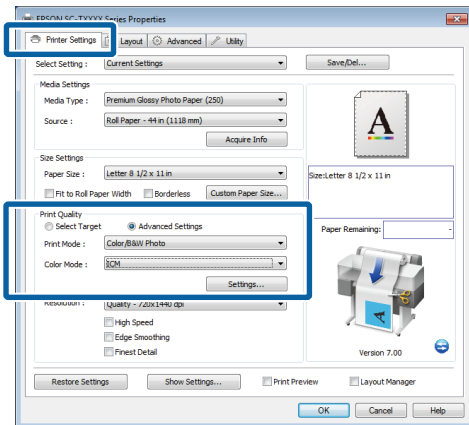 EPSON SC-TXXXX Series Properties
Printer Settings Layout Advanced Utility
Select Setting : Current Settings Save/Del...
Media Settings
Media Type : Premium Glossy Photo Paper (250)
Source : Roll Paper - 44 in (1118 mm)
Acquire Info
A
Size Settings
Paper Size : Letter 8 1/2 x 11 in
Size:Letter 8 1/2 x 11 in
Fit to Roll Paper Width Borderless Custom Paper Size...
Print Quality
Select Target Advanced Settings
Paper Remaining: -
Print Mode : Color/B&W Photo
Color Mode : ICM
Settings...
Resolution : Quality - 720x1440 dpi
High Speed
Edge Smoothing
Finest Detail
A
Version 7.00
Restore Settings Show Settings... Print Preview Layout Manager
OK Cancel Help